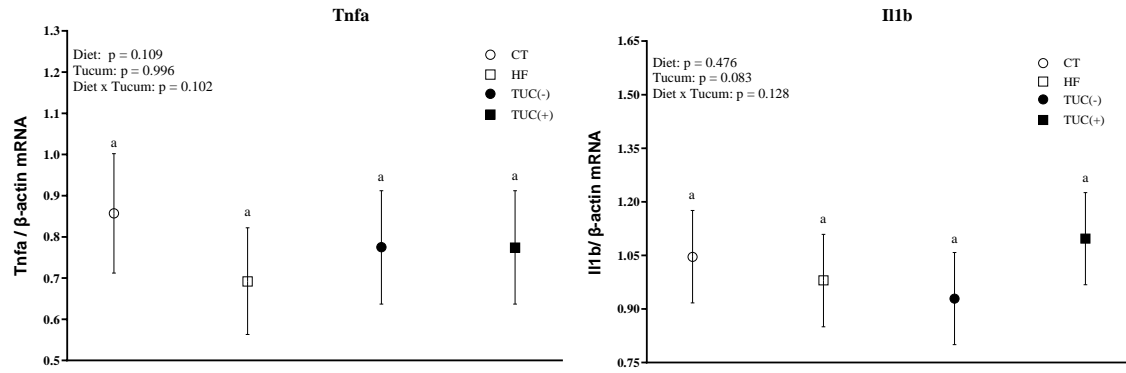 Tnfa
1.3
1.2
1.1
1.0
0.9
0.8
0.7
0.6
0.5
Tnfa / β-actin mRNA
Diet:  p = 0.109
Tucum: p = 0.996
Diet x Tucum: p = 0.102
CT
HF
TUC(-)
TUC(+)
a
a
a
a
Il1b
1.65
1.50
1.35
1.20
1.05
0.90
0.75
Il1b/ β-actin mRNA
Diet: p = 0.476
Tucum: p = 0.083
Diet x Tucum: p = 0.128
CT
HF
TUC(-)
TUC(+)
a
a
a
a